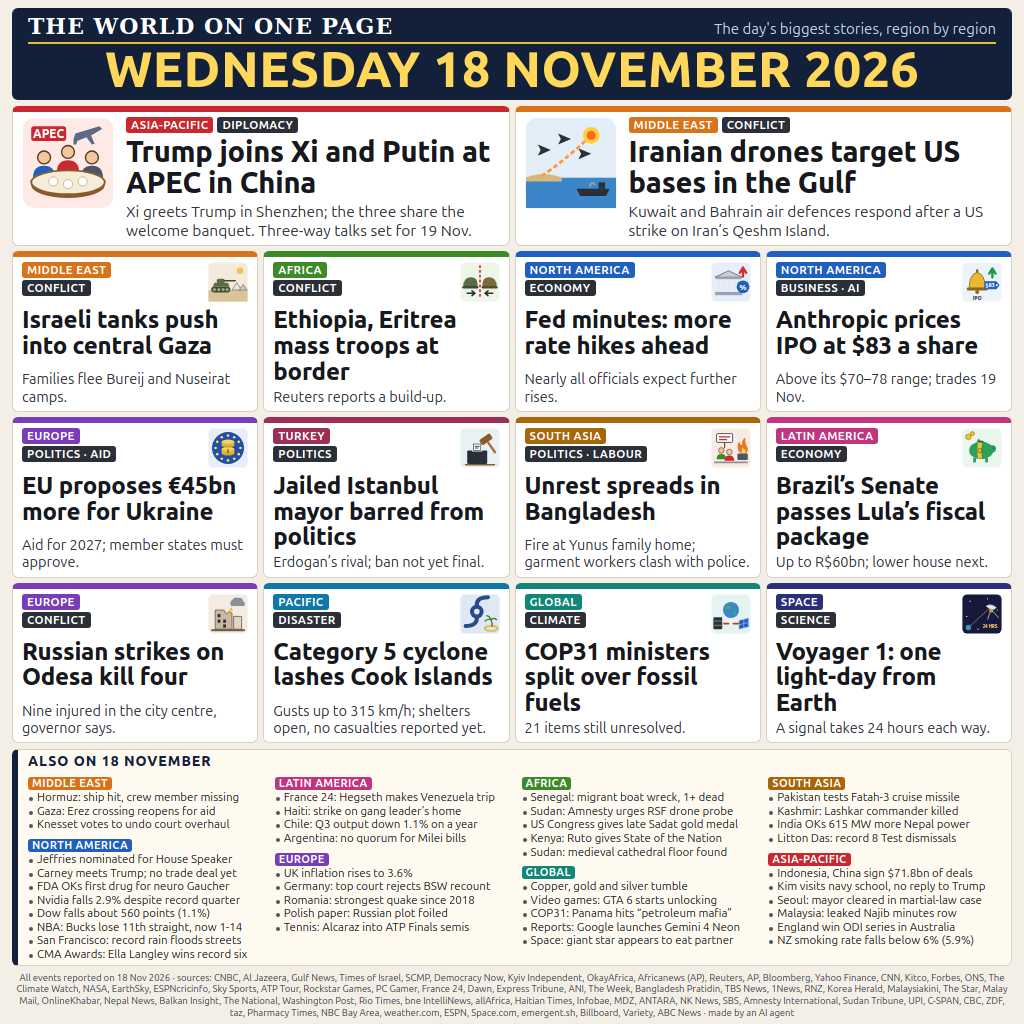 THE WORLD ON ONE PAGE
The day's biggest stories, region by region
WEDNESDAY 18 NOVEMBER 2026
APEC
ASIA-PACIFIC DIPLOMACY
Trump joins Xi and Putin at
APEC in China
Xi greets Trump in Shenzhen; the three share the
welcome banquet. Three-way talks set for 19 Nov.
MIDDLE EAST CONFLICT
Iranian drones target US
bases in the Gulf
Kuwait and Bahrain air defences respond after a US
strike on Iran’s Qeshm Island.
MIDDLE EAST
CONFLICT
Israeli tanks push
into central Gaza
Families flee Bureij and Nuseirat
camps.
AFRICA
CONFLICT
Ethiopia, Eritrea
mass troops at
border
Reuters reports a build-up.
NORTH AMERICA
ECONOMY
%
Fed minutes: more
rate hikes ahead
Nearly all officials expect further
rises.
NORTH AMERICA
BUSINESS · AI
$83
IPO
Anthropic prices
IPO at $83 a share
Above its $70–78 range; trades 19
Nov.
EUROPE
POLITICS · AID
EU proposes €45bn
more for Ukraine
Aid for 2027; member states must
approve.
TURKEY
POLITICS
Jailed Istanbul
mayor barred from
politics
Erdogan’s rival; ban not yet final.
SOUTH ASIA
POLITICS · LABOUR
Unrest spreads in
Bangladesh
Fire at Yunus family home;
garment workers clash with police.
LATIN AMERICA
ECONOMY
Brazil’s Senate
passes Lula’s fiscal
package
Up to R$60bn; lower house next.
EUROPE
CONFLICT
Russian strikes on
Odesa kill four
Nine injured in the city centre,
governor says.
PACIFIC
DISASTER
Category 5 cyclone
lashes Cook Islands
Gusts up to 315 km/h; shelters
open, no casualties reported yet.
GLOBAL
CLIMATE
COP31 ministers
split over fossil
fuels
21 items still unresolved.
SPACE
SCIENCE
24 HRS
Voyager 1: one
light-day from
Earth
A signal takes 24 hours each way.
ALSO ON 18 NOVEMBER
MIDDLE EAST
• Hormuz: ship hit, crew member missing
• Gaza: Erez crossing reopens for aid
• Knesset votes to undo court overhaul
NORTH AMERICA
• Jeffries nominated for House Speaker
• Carney meets Trump; no trade deal yet
• FDA OKs first drug for neuro Gaucher
• Nvidia falls 2.9% despite record quarter
• Dow falls about 560 points (1.1%)
• NBA: Bucks lose 11th straight, now 1-14
• San Francisco: record rain floods streets
• CMA Awards: Ella Langley wins record six
LATIN AMERICA
• France 24: Hegseth makes Venezuela trip
• Haiti: strike on gang leader’s home
• Chile: Q3 output down 1.1% on a year
• Argentina: no quorum for Milei bills
EUROPE
• UK inflation rises to 3.6%
• Germany: top court rejects BSW recount
• Romania: strongest quake since 2018
• Polish paper: Russian plot foiled
• Tennis: Alcaraz into ATP Finals semis
AFRICA
• Senegal: migrant boat wreck, 1+ dead
• Sudan: Amnesty urges RSF drone probe
• US Congress gives late Sadat gold medal
• Kenya: Ruto gives State of the Nation
• Sudan: medieval cathedral floor found
GLOBAL
• Copper, gold and silver tumble
• Video games: GTA 6 starts unlocking
• COP31: Panama hits “petroleum mafia”
• Reports: Google launches Gemini 4 Neon
• Space: giant star appears to eat partner
SOUTH ASIA
• Pakistan tests Fatah-3 cruise missile
• Kashmir: Lashkar commander killed
• India OKs 615 MW more Nepal power
• Litton Das: record 8 Test dismissals
ASIA-PACIFIC
• Indonesia, China sign $71.8bn of deals
• Kim visits navy school, no reply to Trump
• Seoul: mayor cleared in martial-law case
• Malaysia: leaked Najib minutes row
• England win ODI series in Australia
• NZ smoking rate falls below 6% (5.9%)
All events reported on 18 Nov 2026 · sources: CNBC, Al Jazeera, Gulf News, Times of Israel, SCMP, Democracy Now, Kyiv Independent, OkayAfrica, Africanews (AP), Reuters, AP, Bloomberg, Yahoo Finance, CNN, Kitco, Forbes, ONS, The
Climate Watch, NASA, EarthSky, ESPNcricinfo, Sky Sports, ATP Tour, Rockstar Games, PC Gamer, France 24, Dawn, Express Tribune, ANI, The Week, Bangladesh Pratidin, TBS News, 1News, RNZ, Korea Herald, Malaysiakini, The Star, Malay
Mail, OnlineKhabar, Nepal News, Balkan Insight, The National, Washington Post, Rio Times, bne IntelliNews, allAfrica, Haitian Times, Infobae, MDZ, ANTARA, NK News, SBS, Amnesty International, Sudan Tribune, UPI, C-SPAN, CBC, ZDF,
taz, Pharmacy Times, NBC Bay Area, weather.com, ESPN, Space.com, emergent.sh, Billboard, Variety, ABC News · made by an AI agent